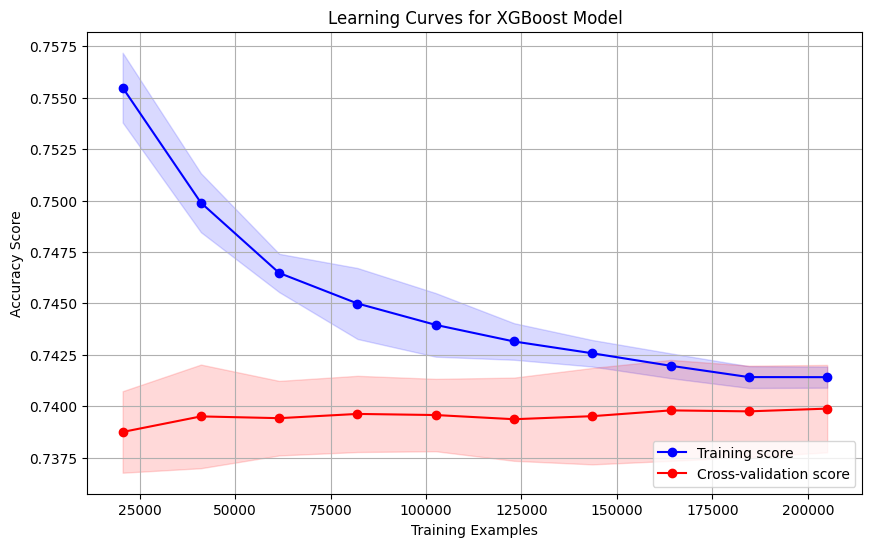 Learning Curves for XGBoost Model
0.7575
0.7550
0.7525
0.7500
0.7475
0.7450
0.7425
0.7400
0.7375
Accuracy Score
Training score
Cross-validation score
25000 50000 75000 100000 125000 150000 175000 200000
Training Examples